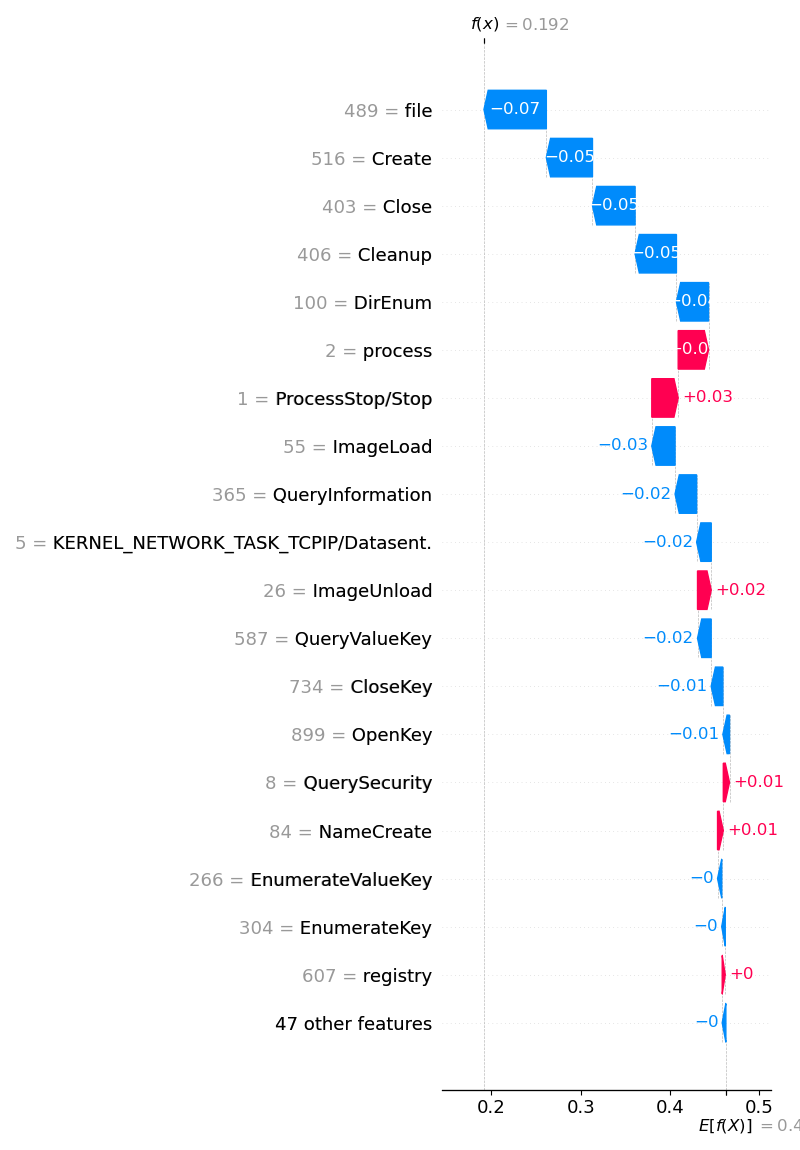 f(x) = 0.192
489 = file −0.07
516 = Create −0.05
403 = Close −0.05
406 = Cleanup −0.05
100 = DirEnum
2 = process
1 = ProcessStop/Stop +0.03
55 = ImageLoad −0.03
365 = QueryInformation −0.02
5 = KERNEL_NETWORK_TASK_TCPIP/Datasent. −0.02
26 = ImageUnload +0.02
587 = QueryValueKey −0.02
734 = CloseKey −0.01
899 = OpenKey −0.01
8 = QuerySecurity +0.01
84 = NameCreate +0.01
266 = EnumerateValueKey −0
304 = EnumerateKey −0
607 = registry +0
47 other features −0
0.2 0.3 0.4 0.5
E[f(X)] = 0.4